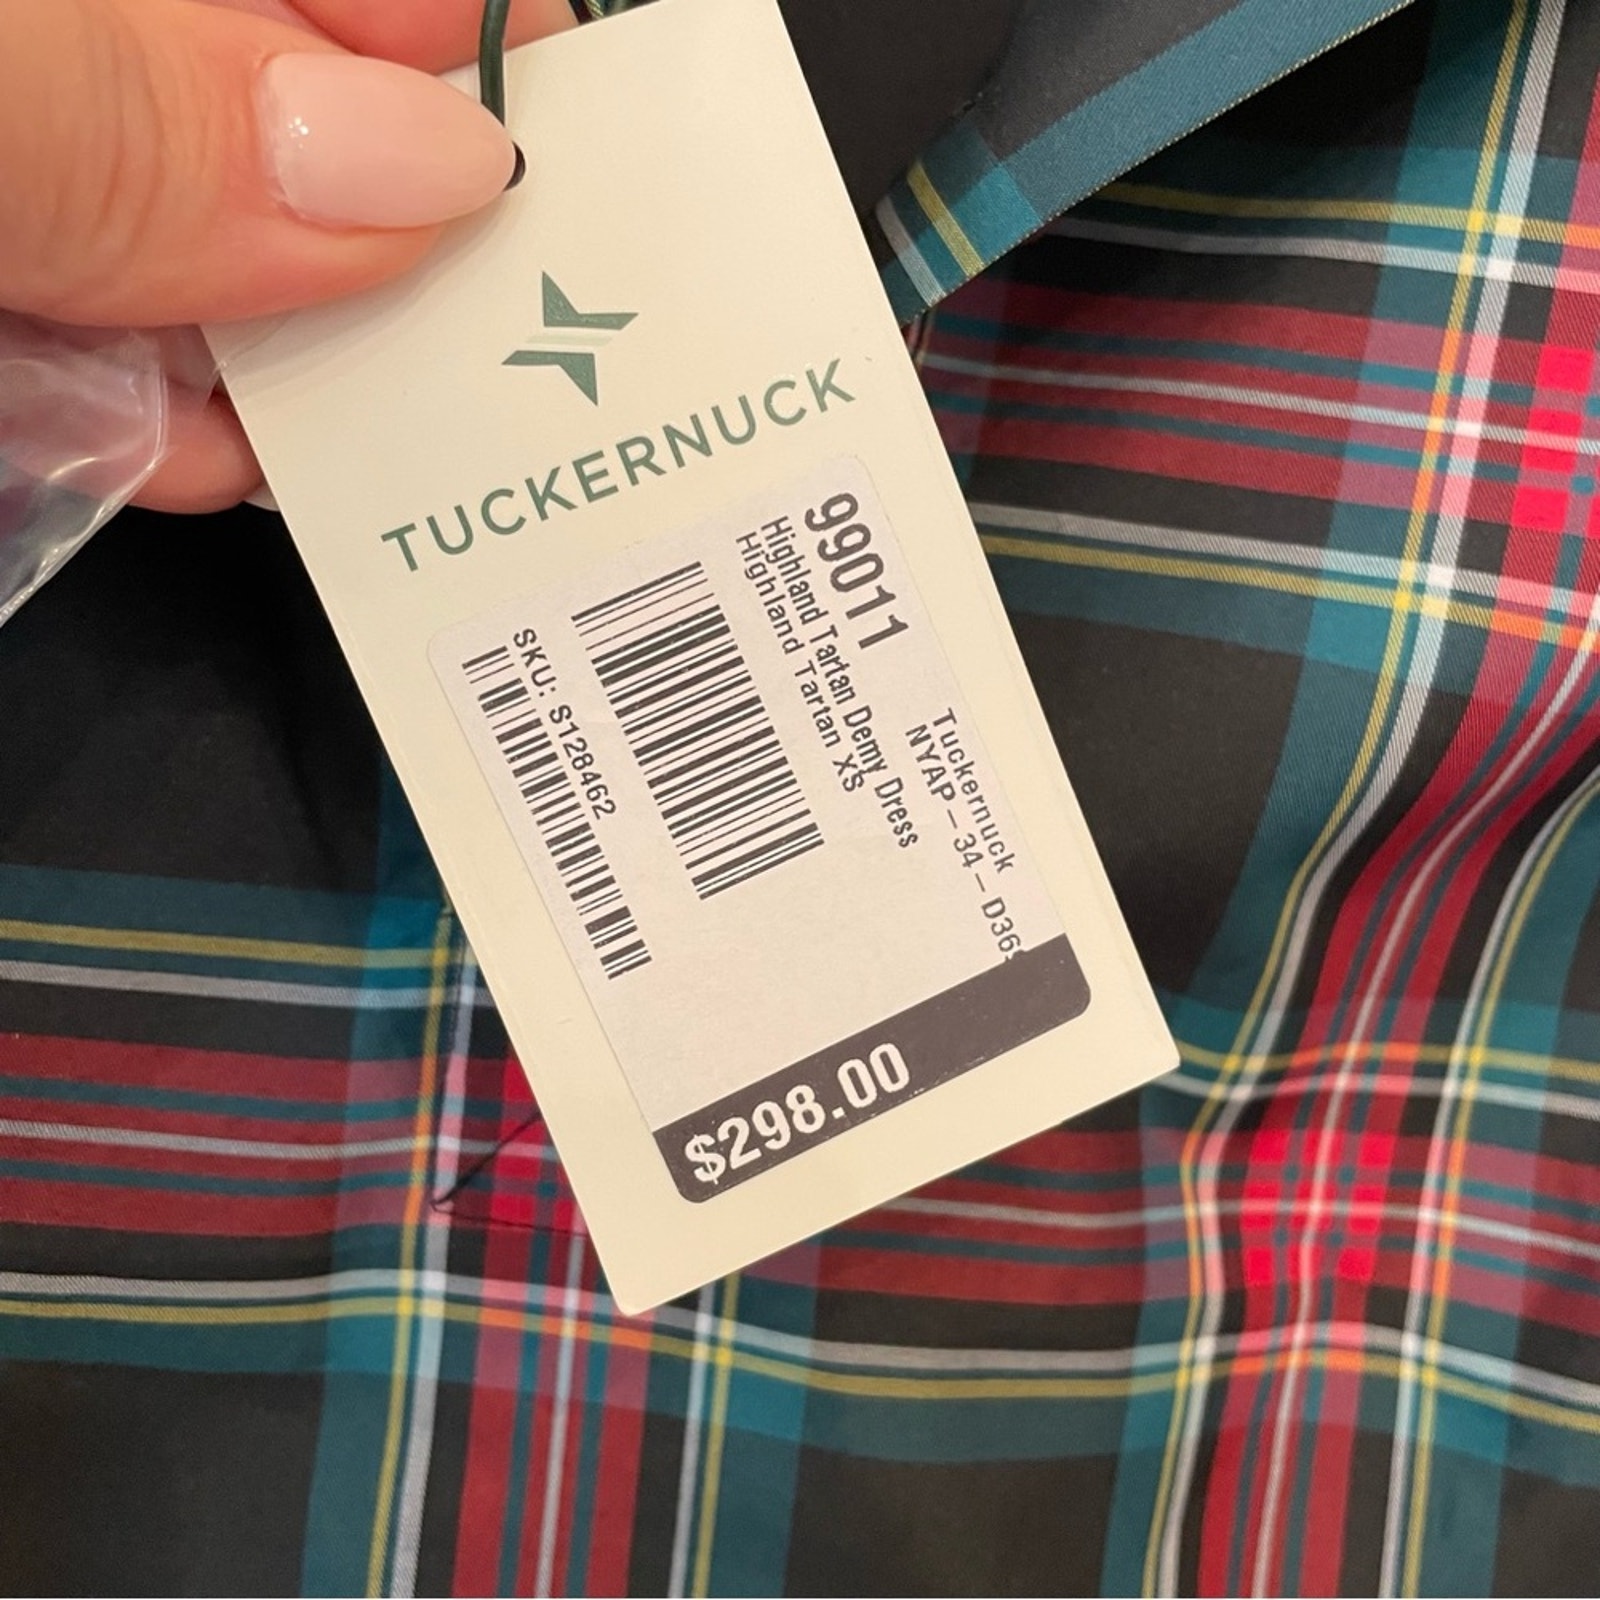 TUCKERNUCK
99011
Highland Tartan Demy Dress
Highland Tartan XS
Tuckernuck
NYAP-34-D36
SKU: S128462
$298.00